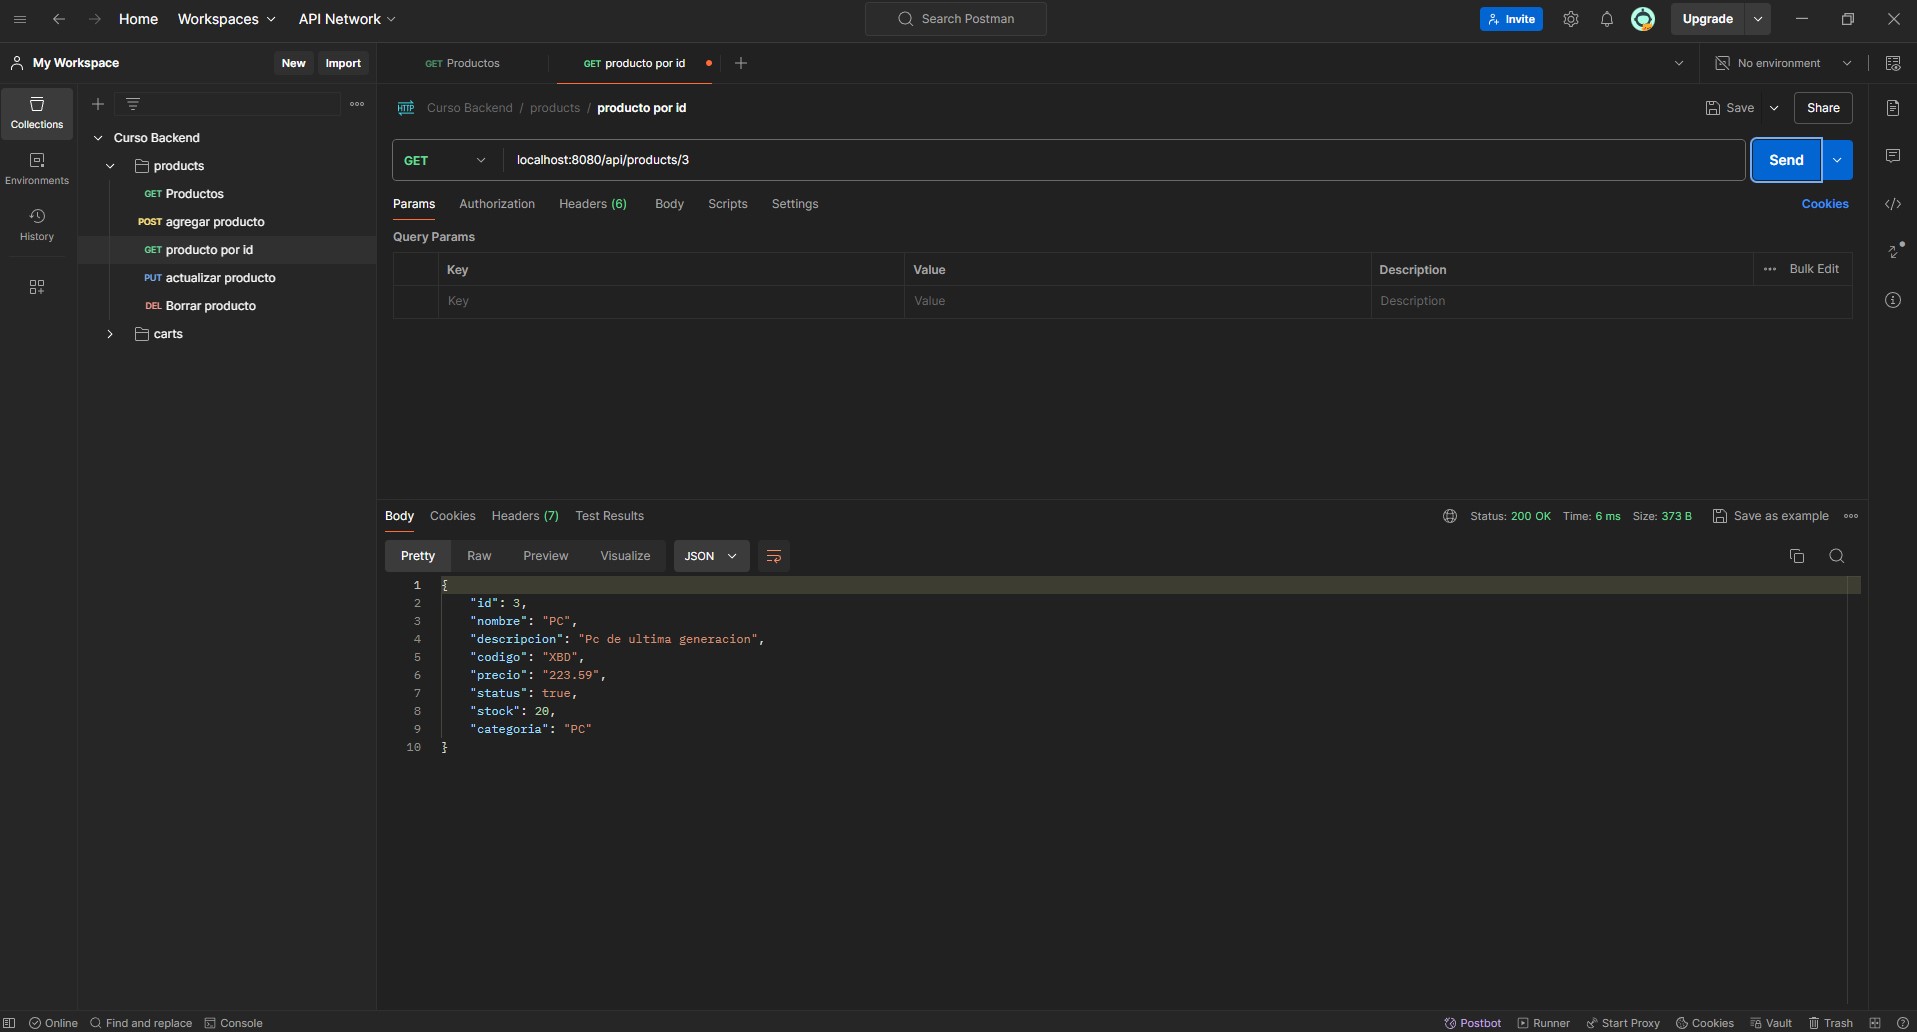 Home Workspaces API Network Search Postman Invite Upgrade
My Workspace New Import GET Productos GET producto por id No environment
Collections
Environments
History
Curso Backend
products
GET Productos
POST agregar producto
GET producto por id
PUT actualizar producto
DEL Borrar producto
carts
HTTP Curso Backend / products / producto por id Save Share
GET localhost:8080/api/products/3 Send
Params Authorization Headers (6) Body Scripts Settings Cookies
Query Params
Key Value Description Bulk Edit
Key Value Description
Body Cookies Headers (7) Test Results Status: 200 OK Time: 6 ms Size: 373 B Save as example
Pretty Raw Preview Visualize JSON
1 {
2 "id": 3,
3 "nombre": "PC",
4 "descripcion": "Pc de ultima generacion",
5 "codigo": "XBD",
6 "precio": "223.59",
7 "status": true,
8 "stock": 20,
9 "categoria": "PC"
10 }
Online Find and replace Console Postbot Runner Start Proxy Cookies Vault Trash